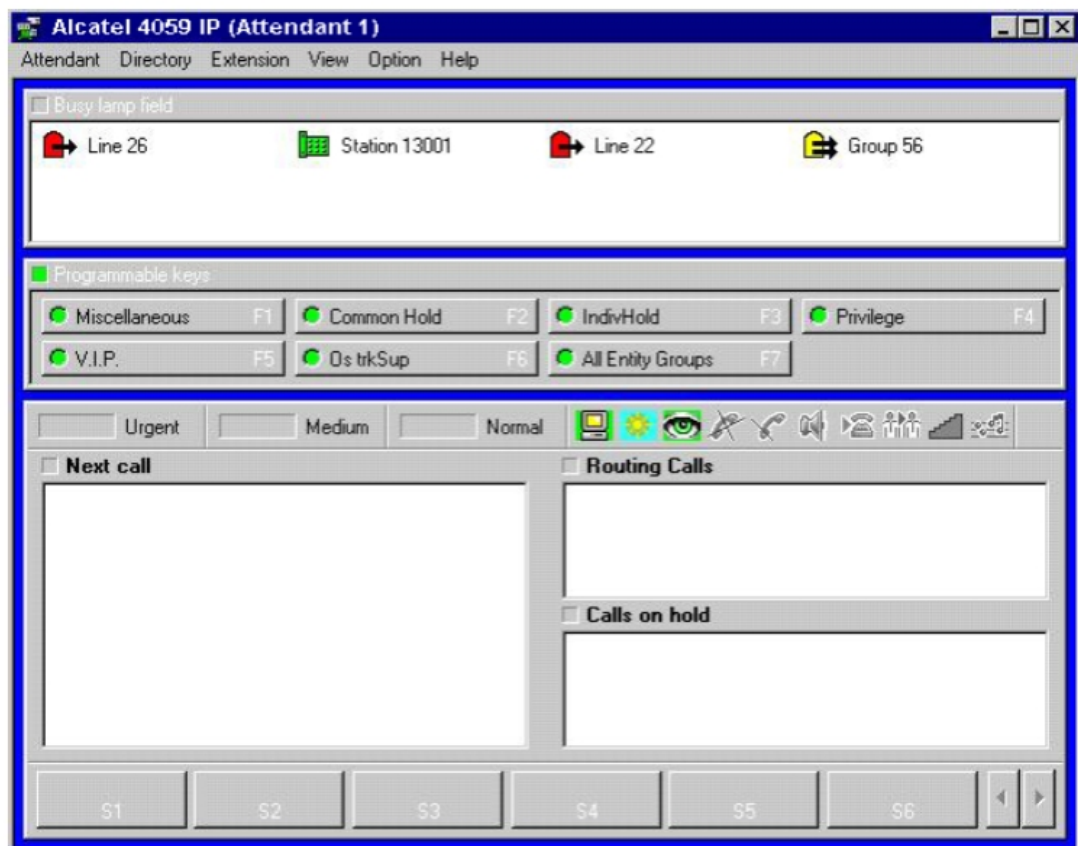 Alcatel 4059 IP (Attendant 1)
Attendant Directory Extension View Option Help
Busy lamp field
Line 26 Station 13001 Line 22 Group 56
Programmable keys
Miscellaneous F1 Common Hold F2 IndivHold F3 Privilege F4
V.I.P. F5 Os trkSup F6 All Entity Groups F7
Urgent Medium Normal
Next call Routing Calls
Calls on hold
S1 S2 S3 S4 S5 S6